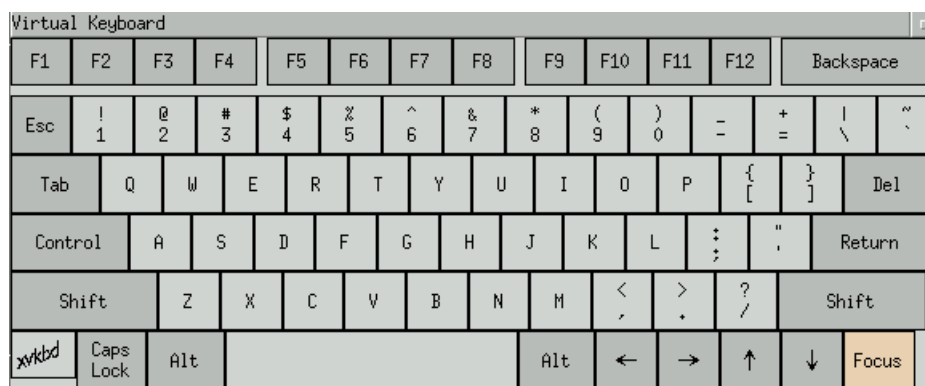 Virtual Keyboard
F1 F2 F3 F4 F5 F6 F7 F8 F9 F10 F11 F12 Backspace
Esc ! 1 @ 2 # 3 $ 4 % 5 ^ 6 & 7 * 8 ( 9 ) 0 _ - + = | \ ~ `
Tab Q W E R T Y U I O P { [ } ] Del
Control A S D F G H J K L : ; " ' Return
Shift Z X C V B N M < , > . ? / Shift
xvkbd Caps Lock Alt Alt ← → ↑ ↓ Focus